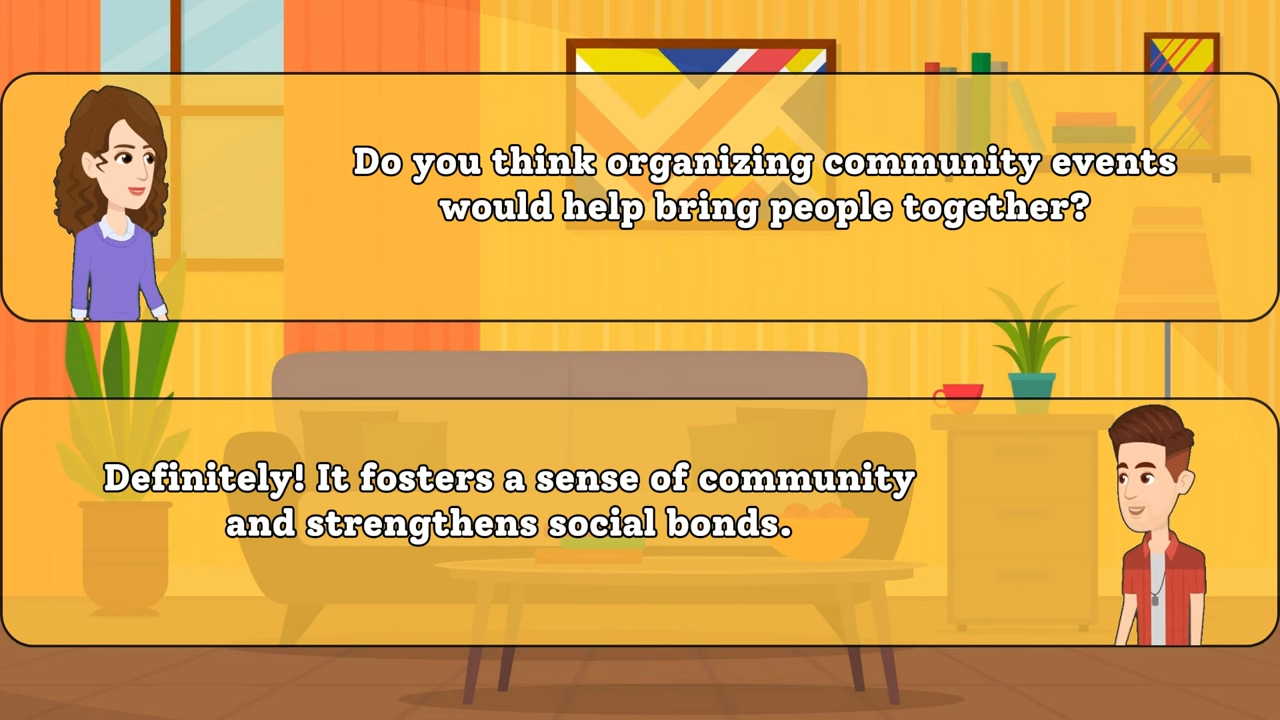 Do you think organizing community events
would help bring people together?
Definitely! It fosters a sense of community
and strengthens social bonds.